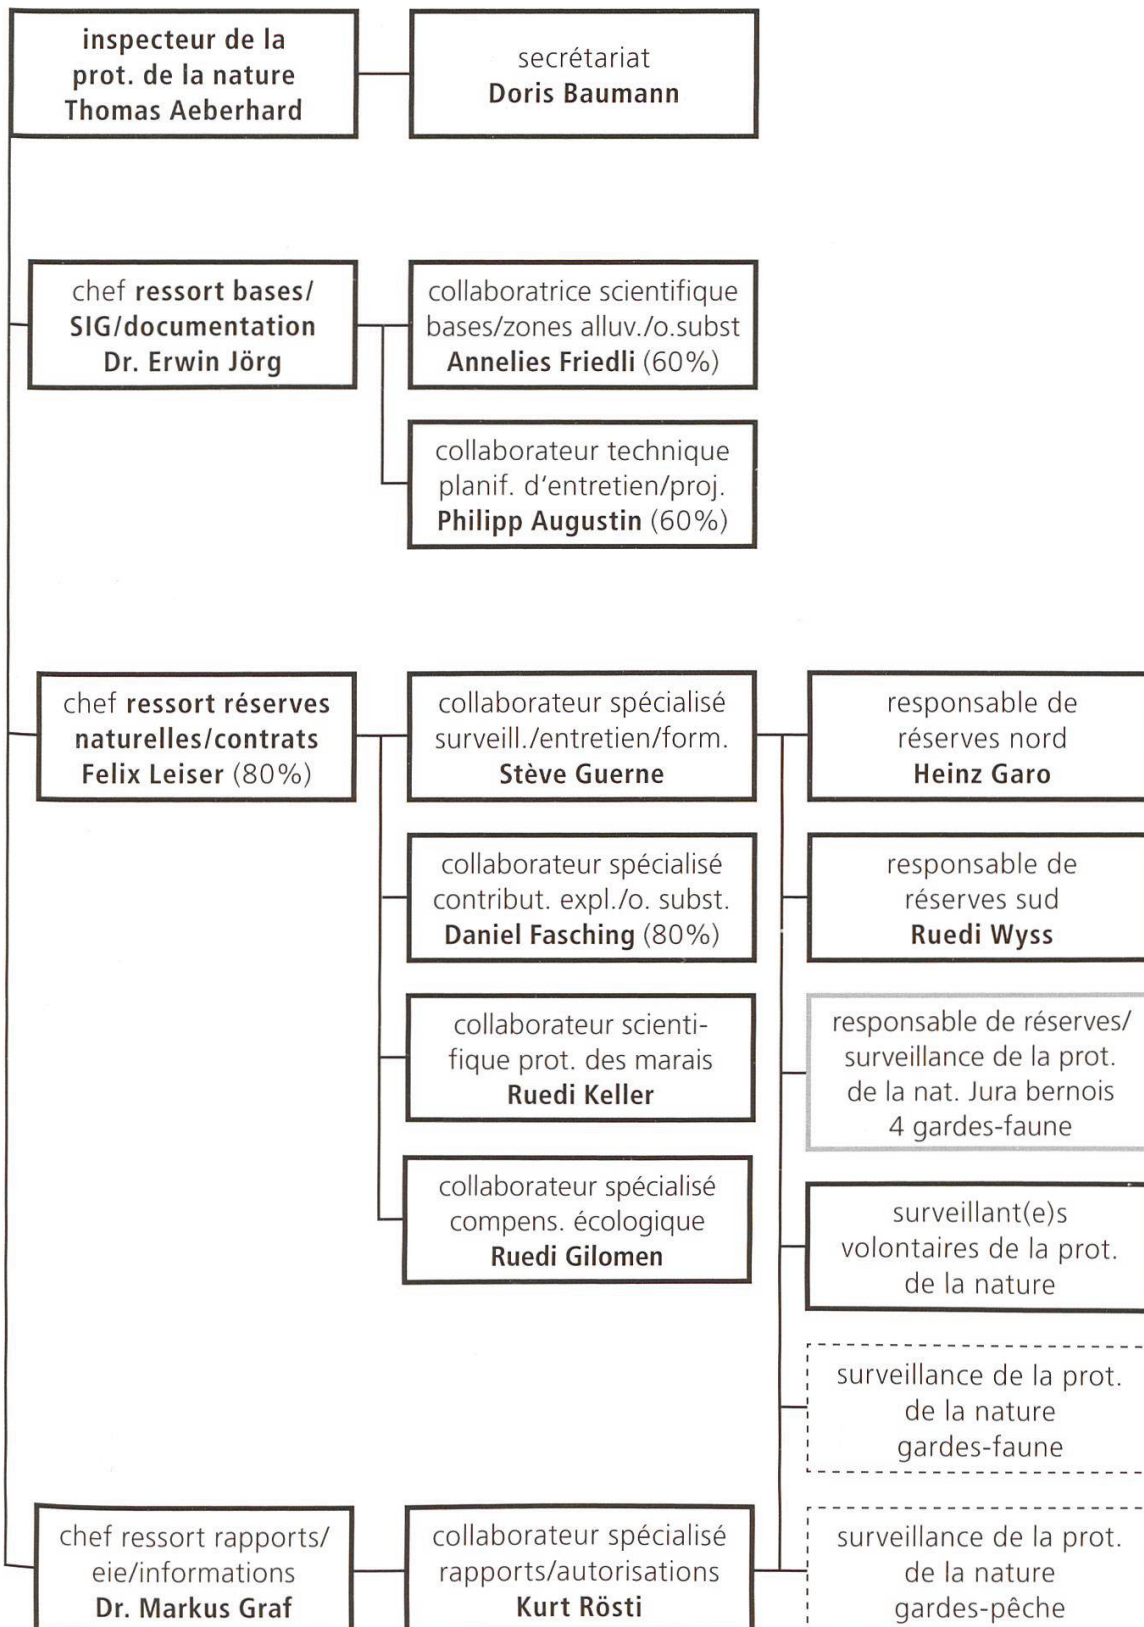 inspecteur de la
prot. de la nature
Thomas Aeberhard
secrétariat
Doris Baumann
chef ressort bases/
SIG/documentation
Dr. Erwin Jörg
collaboratrice scientifique
bases/zones alluv./o.subst
Annelies Friedli (60%)
collaborateur technique
planif. d'entretien/proj.
Philipp Augustin (60%)
chef ressort réserves
naturelles/contrats
Felix Leiser (80%)
collaborateur spécialisé
surveill./entretien/form.
Stève Guerne
responsable de
réserves nord
Heinz Garo
collaborateur spécialisé
contribut. expl./o. subst.
Daniel Fasching (80%)
responsable de
réserves sud
Ruedi Wyss
collaborateur scienti-
fique prot. des marais
Ruedi Keller
responsable de réserves/
surveillance de la prot.
de la nat. Jura bernois
4 gardes-faune
collaborateur spécialisé
compens. écologique
Ruedi Gilomen
surveillant(e)s
volontaires de la prot.
de la nature
surveillance de la prot.
de la nature
gardes-faune
chef ressort rapports/
eie/informations
Dr. Markus Graf
collaborateur spécialisé
rapports/autorisations
Kurt Rösti
surveillance de la prot.
de la nature
gardes-pêche